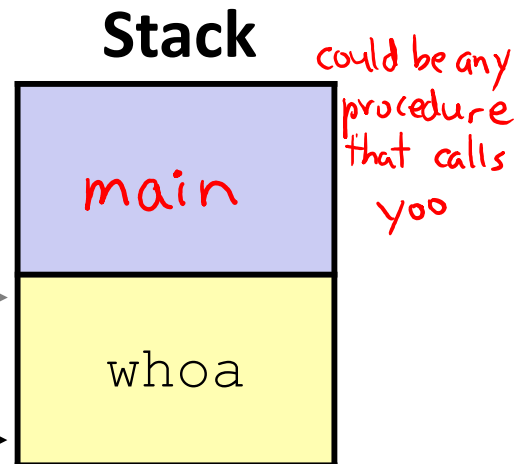 Stack
could be any
procedure
that calls
yoo
main
whoa